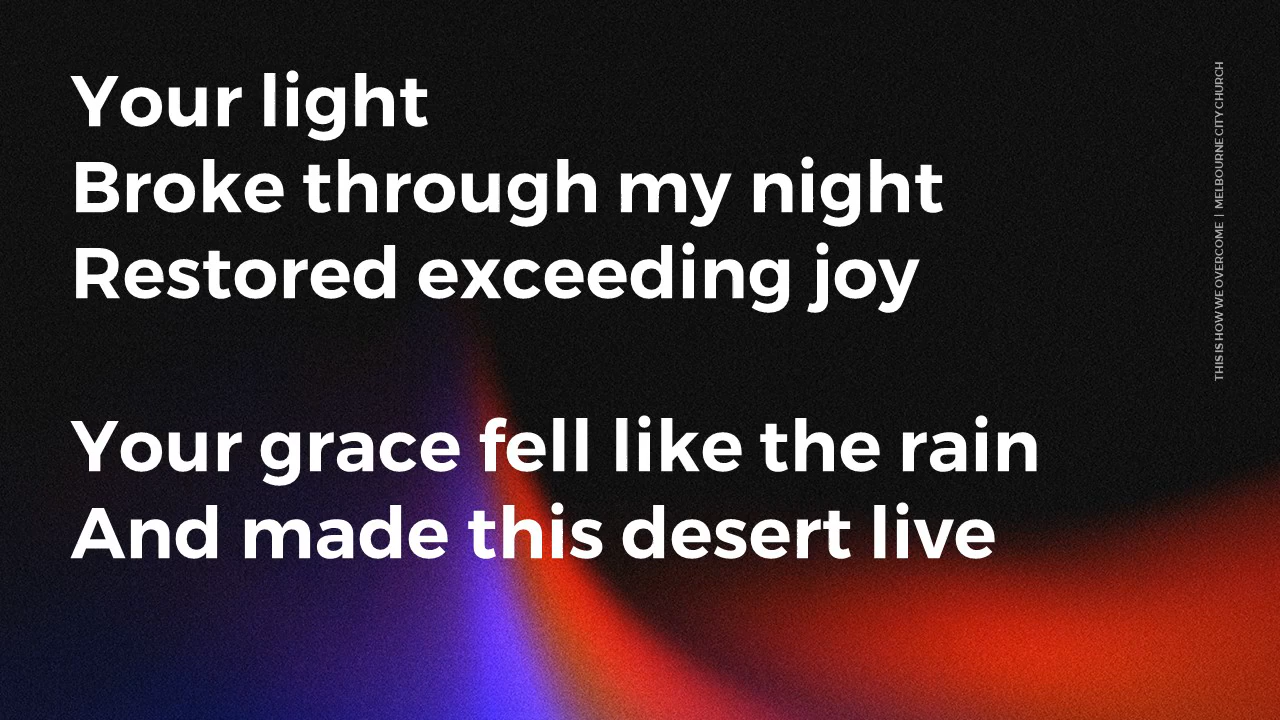 Your light
Broke through my night
Restored exceeding joy
Your grace fell like the rain
And made this desert live
THIS IS HOW WE OVERCOME | MELBOURNE CITY CHURCH